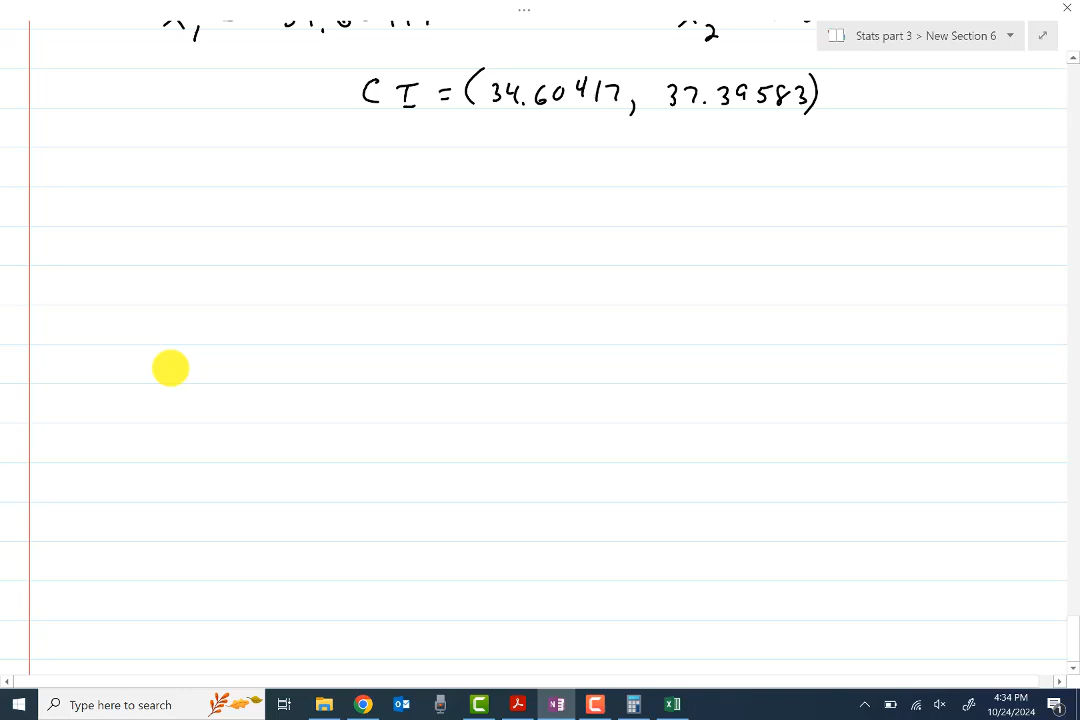 Stats part 3 > New Section 6
CI = (34.60417, 37.39583)
Type here to search
4:34 PM
10/24/2024